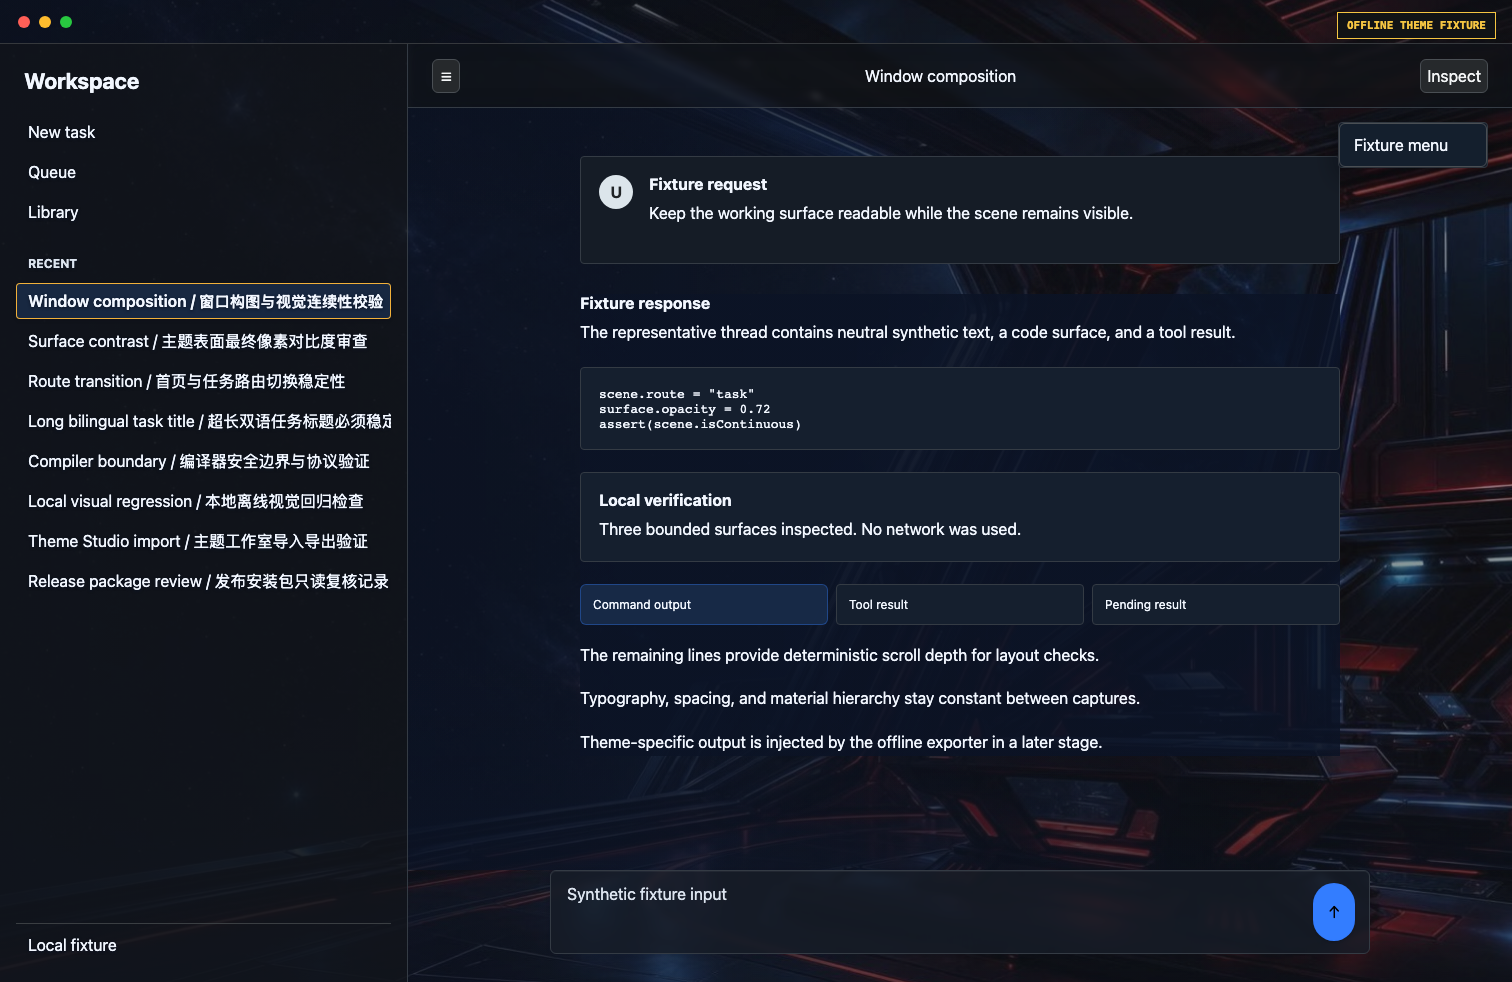 OFFLINE THEME FIXTURE
Workspace
New task
Queue
Library
RECENT
Window composition / 窗口构图与视觉连续性校验
Surface contrast / 主题表面最终像素对比度审查
Route transition / 首页与任务路由切换稳定性
Long bilingual task title / 超长双语任务标题必须稳定
Compiler boundary / 编译器安全边界与协议验证
Local visual regression / 本地离线视觉回归检查
Theme Studio import / 主题工作室导入导出验证
Release package review / 发布安装包只读复核记录
Local fixture
Window composition
Inspect
Fixture menu
U
Fixture request
Keep the working surface readable while the scene remains visible.
Fixture response
The representative thread contains neutral synthetic text, a code surface, and a tool result.
scene.route = "task"
surface.opacity = 0.72
assert(scene.isContinuous)
Local verification
Three bounded surfaces inspected. No network was used.
Command output
Tool result
Pending result
The remaining lines provide deterministic scroll depth for layout checks.
Typography, spacing, and material hierarchy stay constant between captures.
Theme-specific output is injected by the offline exporter in a later stage.
Synthetic fixture input